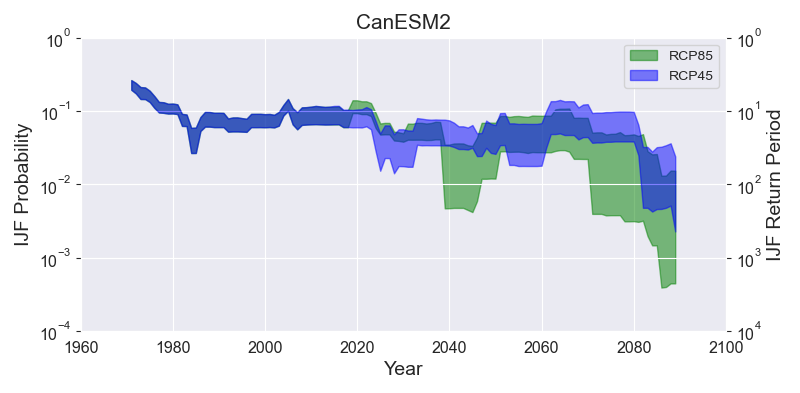 CanESM2
IJF Probability
10^0
10^-1
10^-2
10^-3
10^-4
RCP85
RCP45
10^0
10^1
10^2
10^3
10^4
IJF Return Period
1960 1980 2000 2020 2040 2060 2080 2100
Year